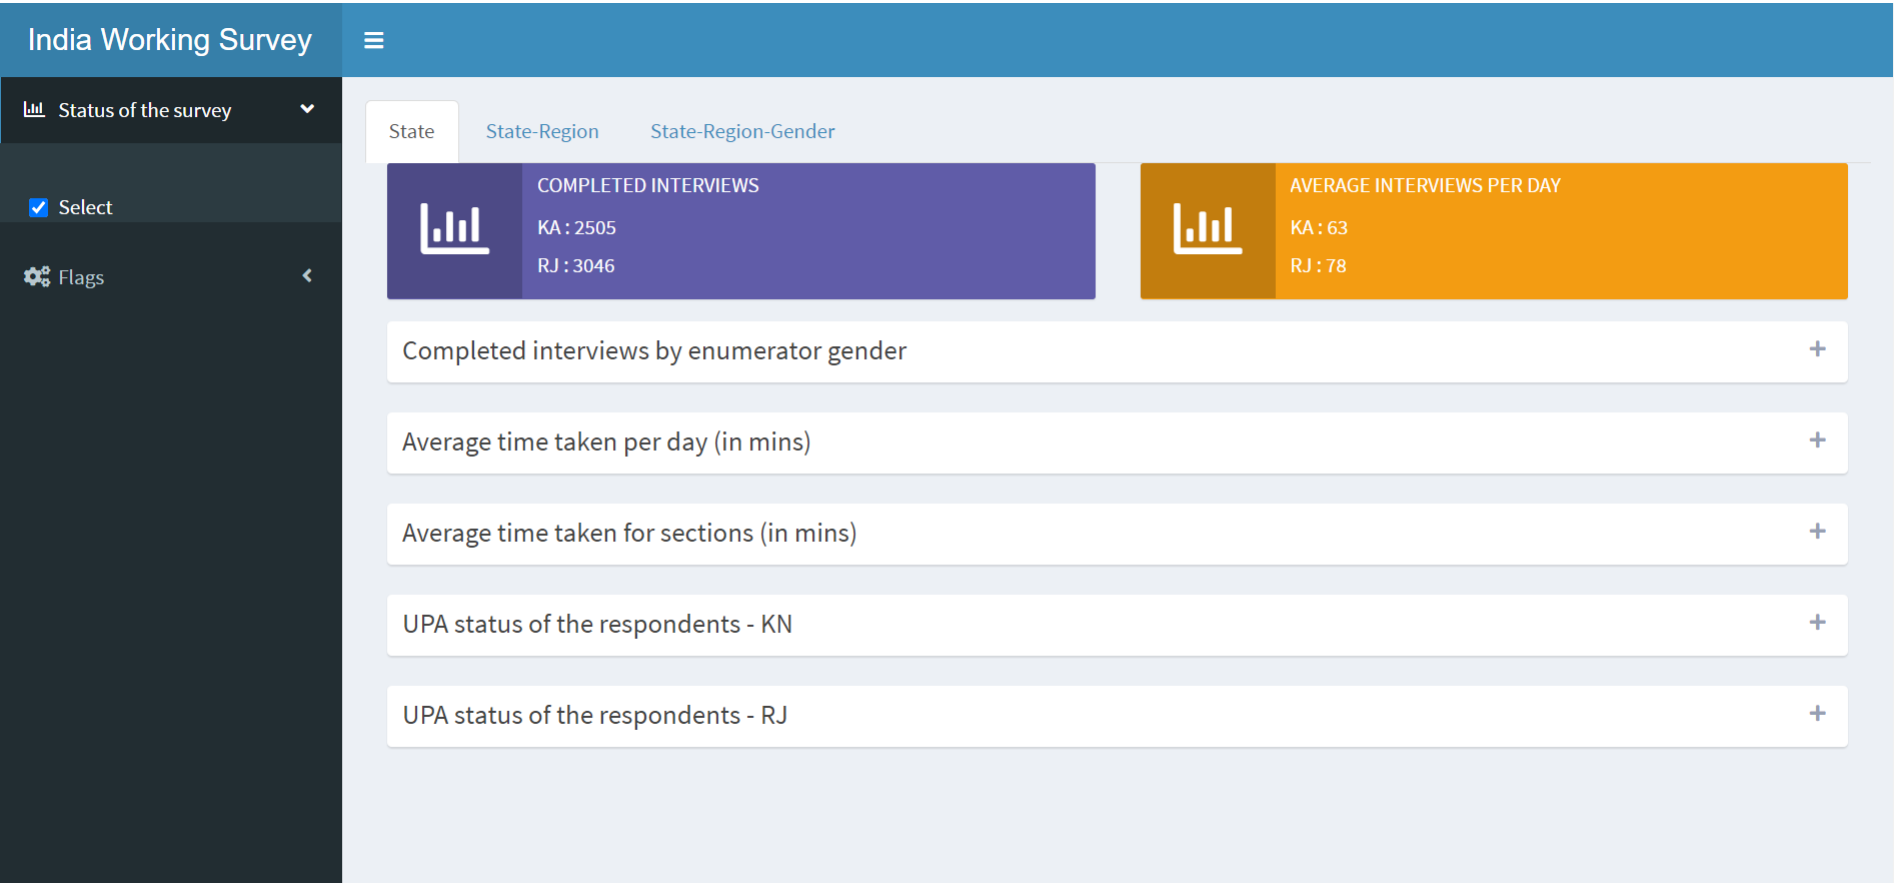 India Working Survey
Status of the survey
Select
Flags
State
State-Region
State-Region-Gender
COMPLETED INTERVIEWS
KA : 2505
RJ : 3046
AVERAGE INTERVIEWS PER DAY
KA : 63
RJ : 78
Completed interviews by enumerator gender
Average time taken per day (in mins)
Average time taken for sections (in mins)
UPA status of the respondents - KN
UPA status of the respondents - RJ